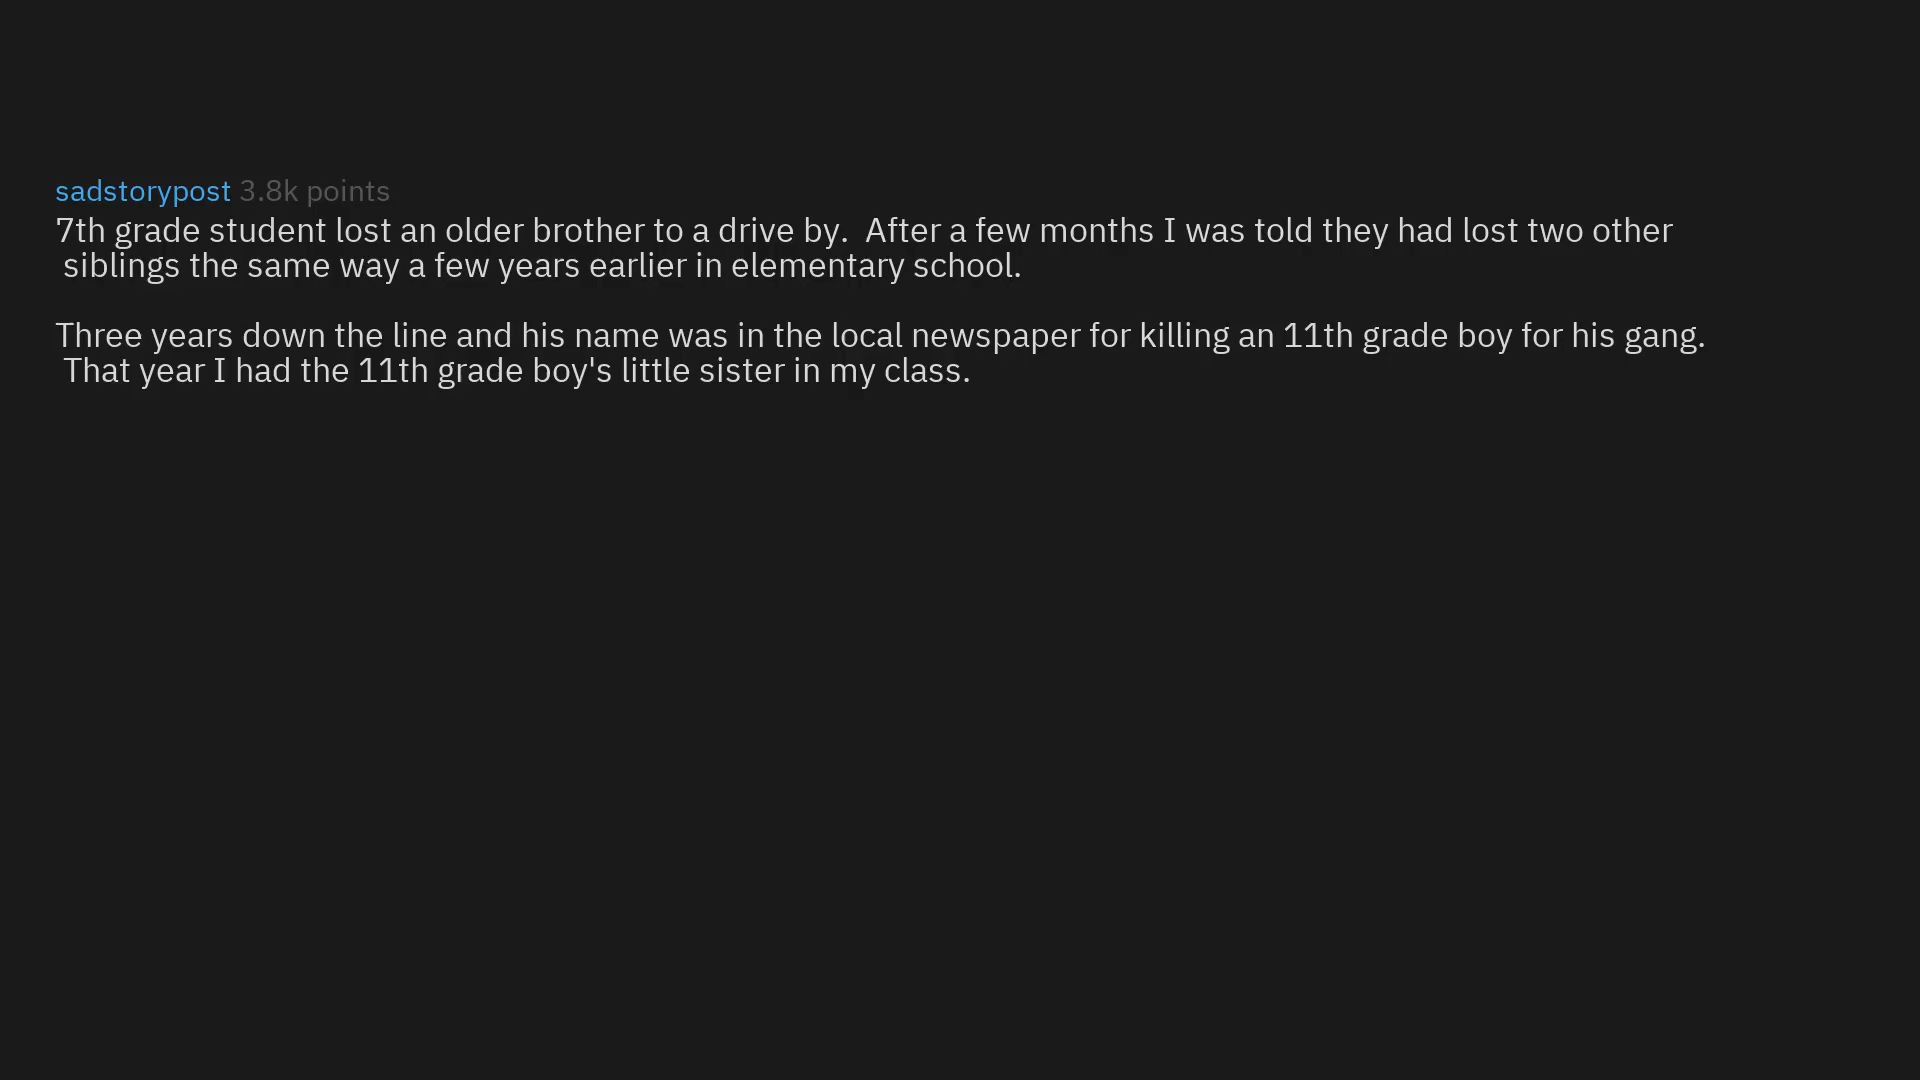 sadstorypost 3.8k points
7th grade student lost an older brother to a drive by.  After a few months I was told they had lost two other
siblings the same way a few years earlier in elementary school.
Three years down the line and his name was in the local newspaper for killing an 11th grade boy for his gang.
That year I had the 11th grade boy's little sister in my class.